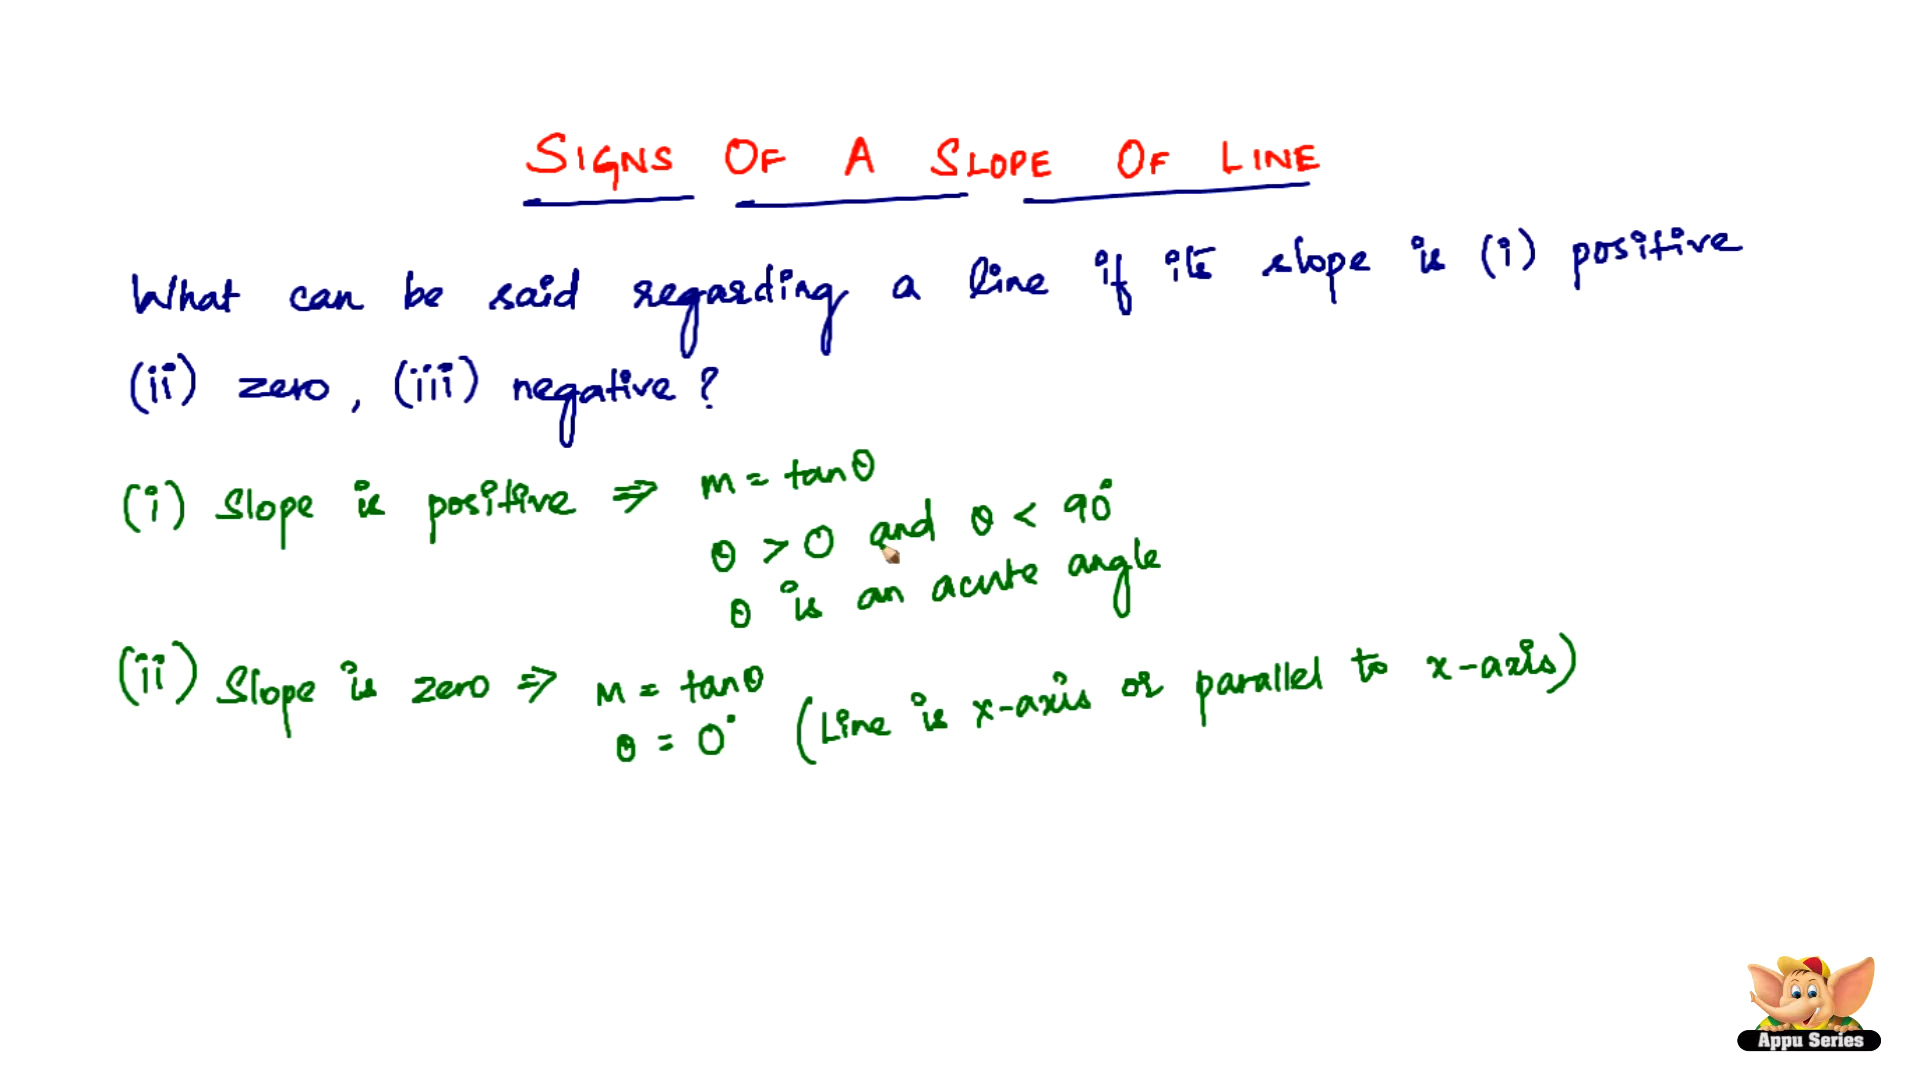 SIGNS OF A SLOPE OF LINE
What can be said regarding a line if its slope is (i) positive
(ii) zero, (iii) negative?
(i) Slope is positive ⇒ m = tanθ
θ > 0 and θ < 90°
θ is an acute angle
(ii) Slope is zero ⇒ m = tanθ
θ = 0° (Line is x-axis or parallel to x-axis)
Appu Series